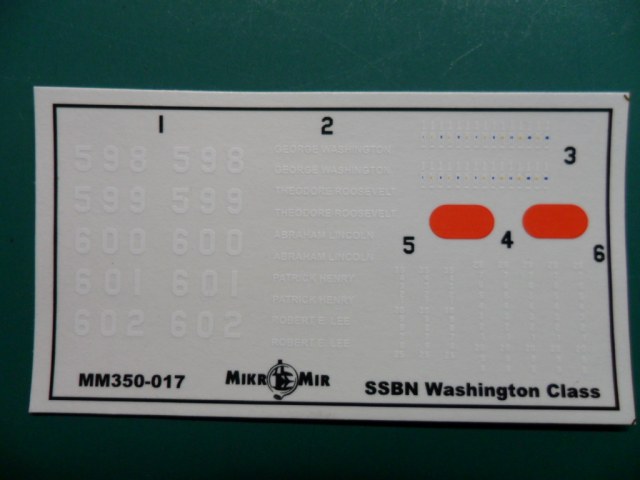 1
2
3
598 598
GEORGE WASHINGTON
GEORGE WASHINGTON
599 599
THEODORE ROOSEVELT
THEODORE ROOSEVELT
5
4
6
600 600
ABRAHAM LINCOLN
ABRAHAM LINCOLN
601 601
PATRICK HENRY
PATRICK HENRY
602 602
ROBERT E. LEE
ROBERT E. LEE
MM350-017
MIKR MIR
SSBN Washington Class